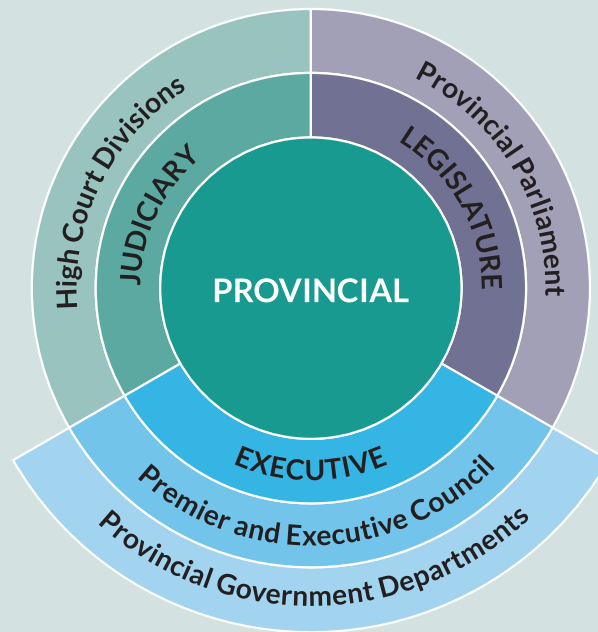 High Court Divisions
JUDICIARY
Provincial Parliament
LEGISLATURE
PROVINCIAL
EXECUTIVE
Premier and Executive Council
Provincial Government Departments